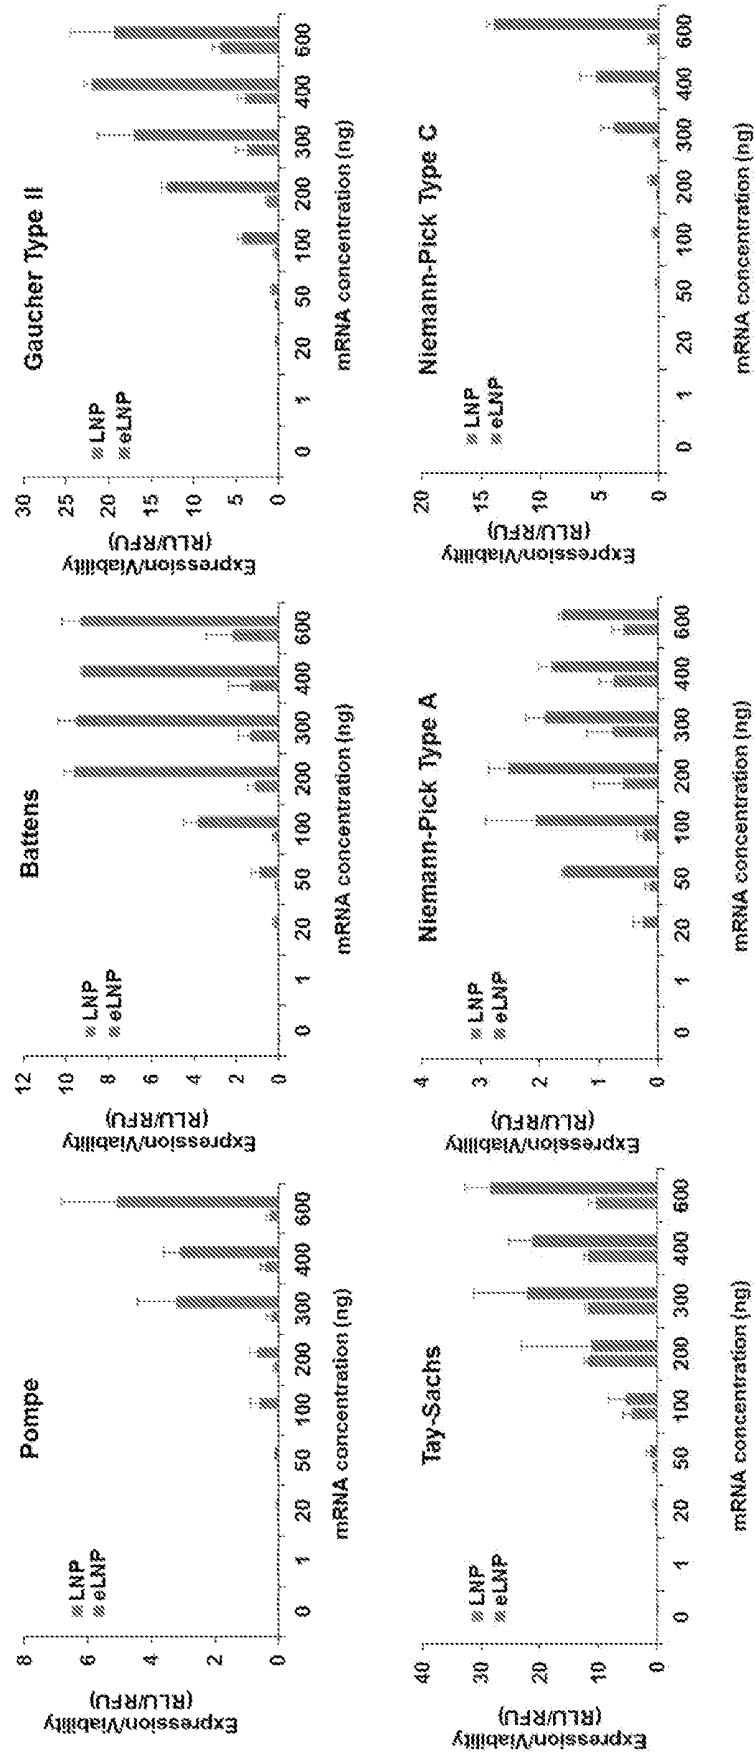 Pompe
Expression/Viability
(RLU/RFU)
8
6
4
2
0
LNP
eLNP
0 1 20 50 100 200 300 400 600
mRNA concentration (ng)
Battens
Expression/Viability
(RLU/RFU)
12
10
8
6
4
2
0
LNP
eLNP
0 1 20 50 100 200 300 400 600
mRNA concentration (ng)
Gaucher Type II
Expression/Viability
(RLU/RFU)
30
25
20
15
10
5
0
LNP
eLNP
0 1 20 50 100 200 300 400 600
mRNA concentration (ng)
Tay-Sachs
Expression/Viability
(RLU/RFU)
40
30
20
10
0
LNP
eLNP
0 1 20 50 100 200 300 400 600
mRNA concentration (ng)
Niemann-Pick Type A
Expression/Viability
(RLU/RFU)
4
3
2
1
0
LNP
eLNP
0 1 20 50 100 200 300 400 600
mRNA concentration (ng)
Niemann-Pick Type C
Expression/Viability
(RLU/RFU)
20
15
10
5
0
LNP
eLNP
0 1 20 50 100 200 300 400 600
mRNA concentration (ng)